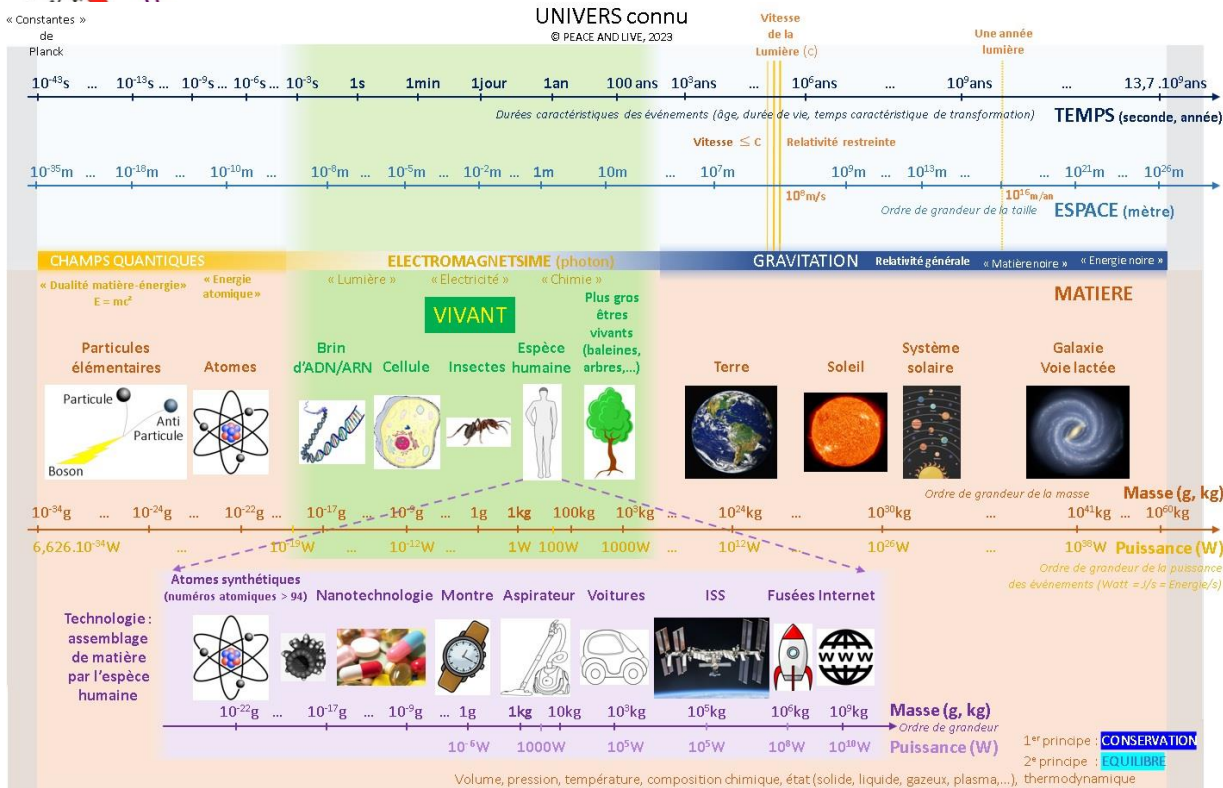 « Constantes »
de
Planck
UNIVERS connu
© PEACE AND LIVE, 2023
Vitesse
de la
Lumière (c)
Une année
lumière
10-43s ... 10-13s ... 10-9s ... 10-6s ... 10-3s 1s 1min 1jour 1an 100 ans 10³ans ... 10⁶ans ... 10⁹ans ... 13,7 .10⁹ans
Durées caractéristiques des événements (âge, durée de vie, temps caractéristique de transformation)
TEMPS (seconde, année)
Vitesse ≤ C
Relativité restreinte
10-35m ... 10-18m ... 10-10m 10-8m ... 10-5m ... 10-2m ... 1m 10m ... 10⁷m 10⁹m ... 10¹³m ... 10²¹m ... 10²⁶m
10⁸m/s
10¹⁶m/an
Ordre de grandeur de la taille
ESPACE (mètre)
CHAMPS QUANTIQUES
ELECTROMAGNETSIME (photon)
GRAVITATION
Relativité générale
« Matière noire »
« Energie noire »
« Dualité matière-énergie»
E = mc²
« Energie
atomique»
« Lumière »
« Electricité »
« Chimie »
MATIERE
VIVANT
Particules
élémentaires
Atomes
Brin
d'ADN/ARN
Cellule
Insectes
Espèce
humaine
Plus gros
êtres
vivants
(baleines,
arbres,...)
Terre
Soleil
Système
solaire
Galaxie
Voie lactée
Particule
Anti
Particule
Boson
Ordre de grandeur de la masse
Masse (g, kg)
10-34g ... 10-24g ... 10-22g ... 10-17g ... 10-9g ... 1g 1kg 100kg 10³kg ... 10²⁴kg ... 10³⁰kg ... 10⁴¹kg ... 10⁶⁰kg
6,626.10-34W ... 10-19W ... 10-12W ... 1W 100W 1000W ... 10¹²W ... 10²⁶W ... 10³⁸W
Puissance (W)
Ordre de grandeur de la puissance
des événements (Watt = J/s = Energie/s)
Technologie :
assemblage
de matière
par l'espèce
humaine
Atomes synthétiques
(numéros atomiques > 94)
Nanotechnologie
Montre
Aspirateur
Voitures
ISS
Fusées
Internet
WWW
10-22g ... 10-17g ... 10-9g ... 1g 1kg 10kg 10³kg 10⁵kg 10⁶kg 10⁹kg
Masse (g, kg)
Ordre de grandeur
10-6W 1000W 10⁵W 10⁵W 10⁸W 10¹⁰W
Puissance (W)
1er principe : CONSERVATION
2e principe : EQUILIBRE
thermodynamique
Volume, pression, température, composition chimique, état (solide, liquide, gazeux, plasma,...),